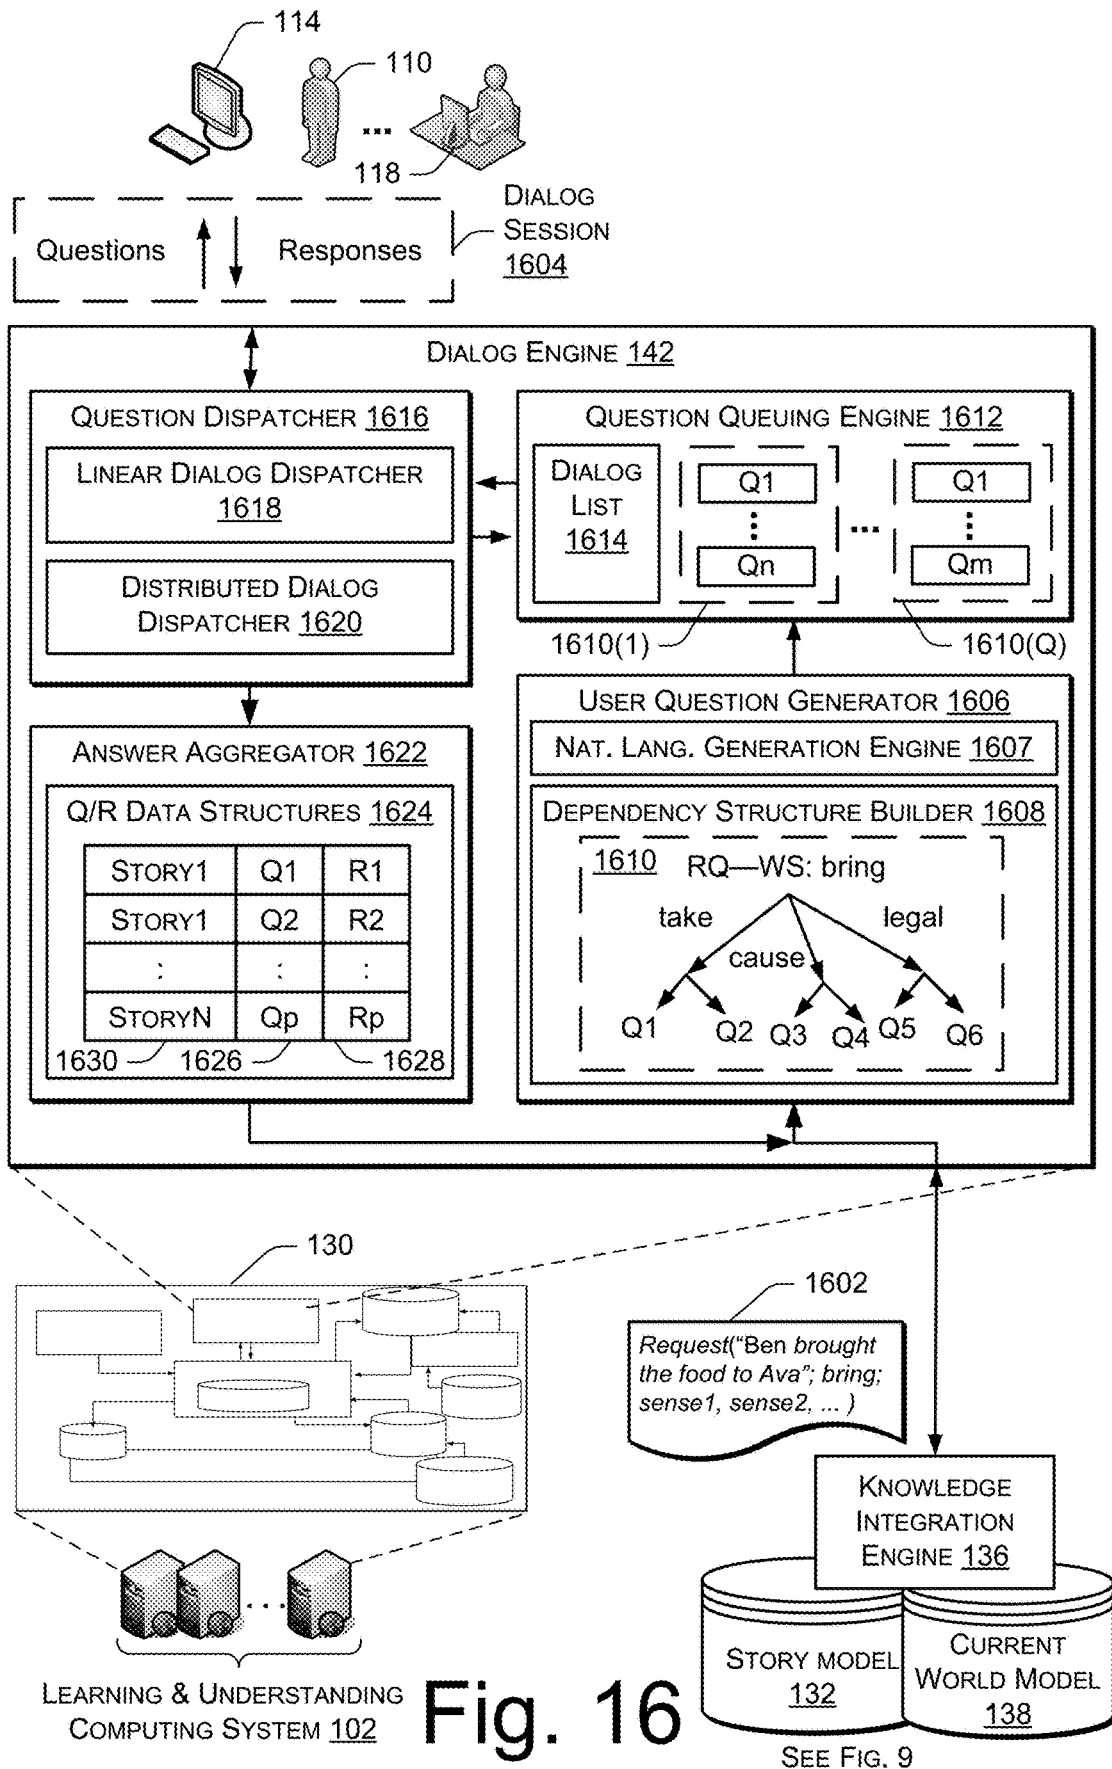 114
110
...
118
DIALOG
SESSION
1604
Questions
Responses
DIALOG ENGINE 142
QUESTION DISPATCHER 1616
LINEAR DIALOG DISPATCHER
1618
DISTRIBUTED DIALOG
DISPATCHER 1620
QUESTION QUEUING ENGINE 1612
DIALOG
LIST
1614
Q1
Qn
...
Q1
Qm
1610(1)
1610(Q)
USER QUESTION GENERATOR 1606
NAT. LANG. GENERATION ENGINE 1607
DEPENDENCY STRUCTURE BUILDER 1608
1610
RQ—WS: bring
take
cause
legal
Q1
Q2
Q3
Q4
Q5
Q6
ANSWER AGGREGATOR 1622
Q/R DATA STRUCTURES 1624
STORY1 Q1 R1
STORY1 Q2 R2
: : :
STORYN Qp Rp
1630
1626
1628
130
1602
Request("Ben brought
the food to Ava"; bring;
sense1, sense2, ... )
KNOWLEDGE
INTEGRATION
ENGINE 136
STORY MODEL
132
CURRENT
WORLD MODEL
138
SEE FIG. 9
...
LEARNING & UNDERSTANDING
COMPUTING SYSTEM 102
Fig. 16